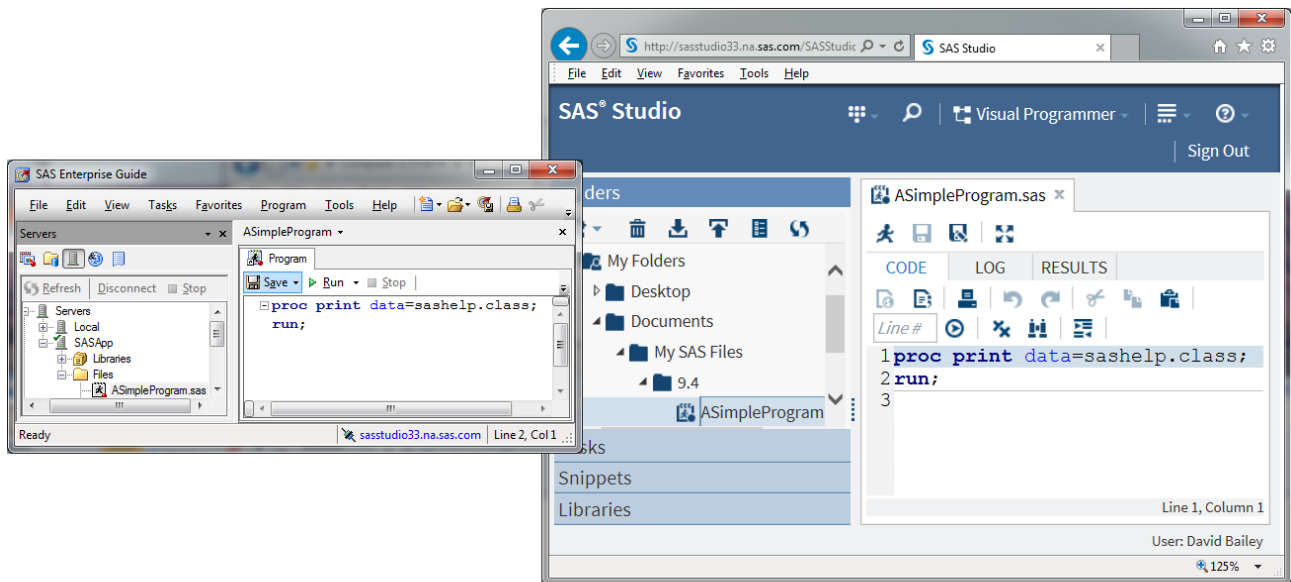 SAS Enterprise Guide
File Edit View Tasks Favorites Program Tools Help
Servers
Refresh Disconnect Stop
Servers
Local
SASApp
Libraries
Files
ASimpleProgram.sas
ASimpleProgram
Program
Save Run Stop
proc print data=sashelp.class;
run;
Ready sasstudio33.na.sas.com Line 2, Col 1
http://sasstudio33.na.sas.com/SASStudic SAS Studio
File Edit View Favorites Tools Help
SAS® Studio Visual Programmer
Sign Out
ders
My Folders
Desktop
Documents
My SAS Files
9.4
ASimpleProgram
sks
Snippets
Libraries
ASimpleProgram.sas
CODE LOG RESULTS
Line #
1 proc print data=sashelp.class;
2 run;
3
Line 1, Column 1
User: David Bailey
125%